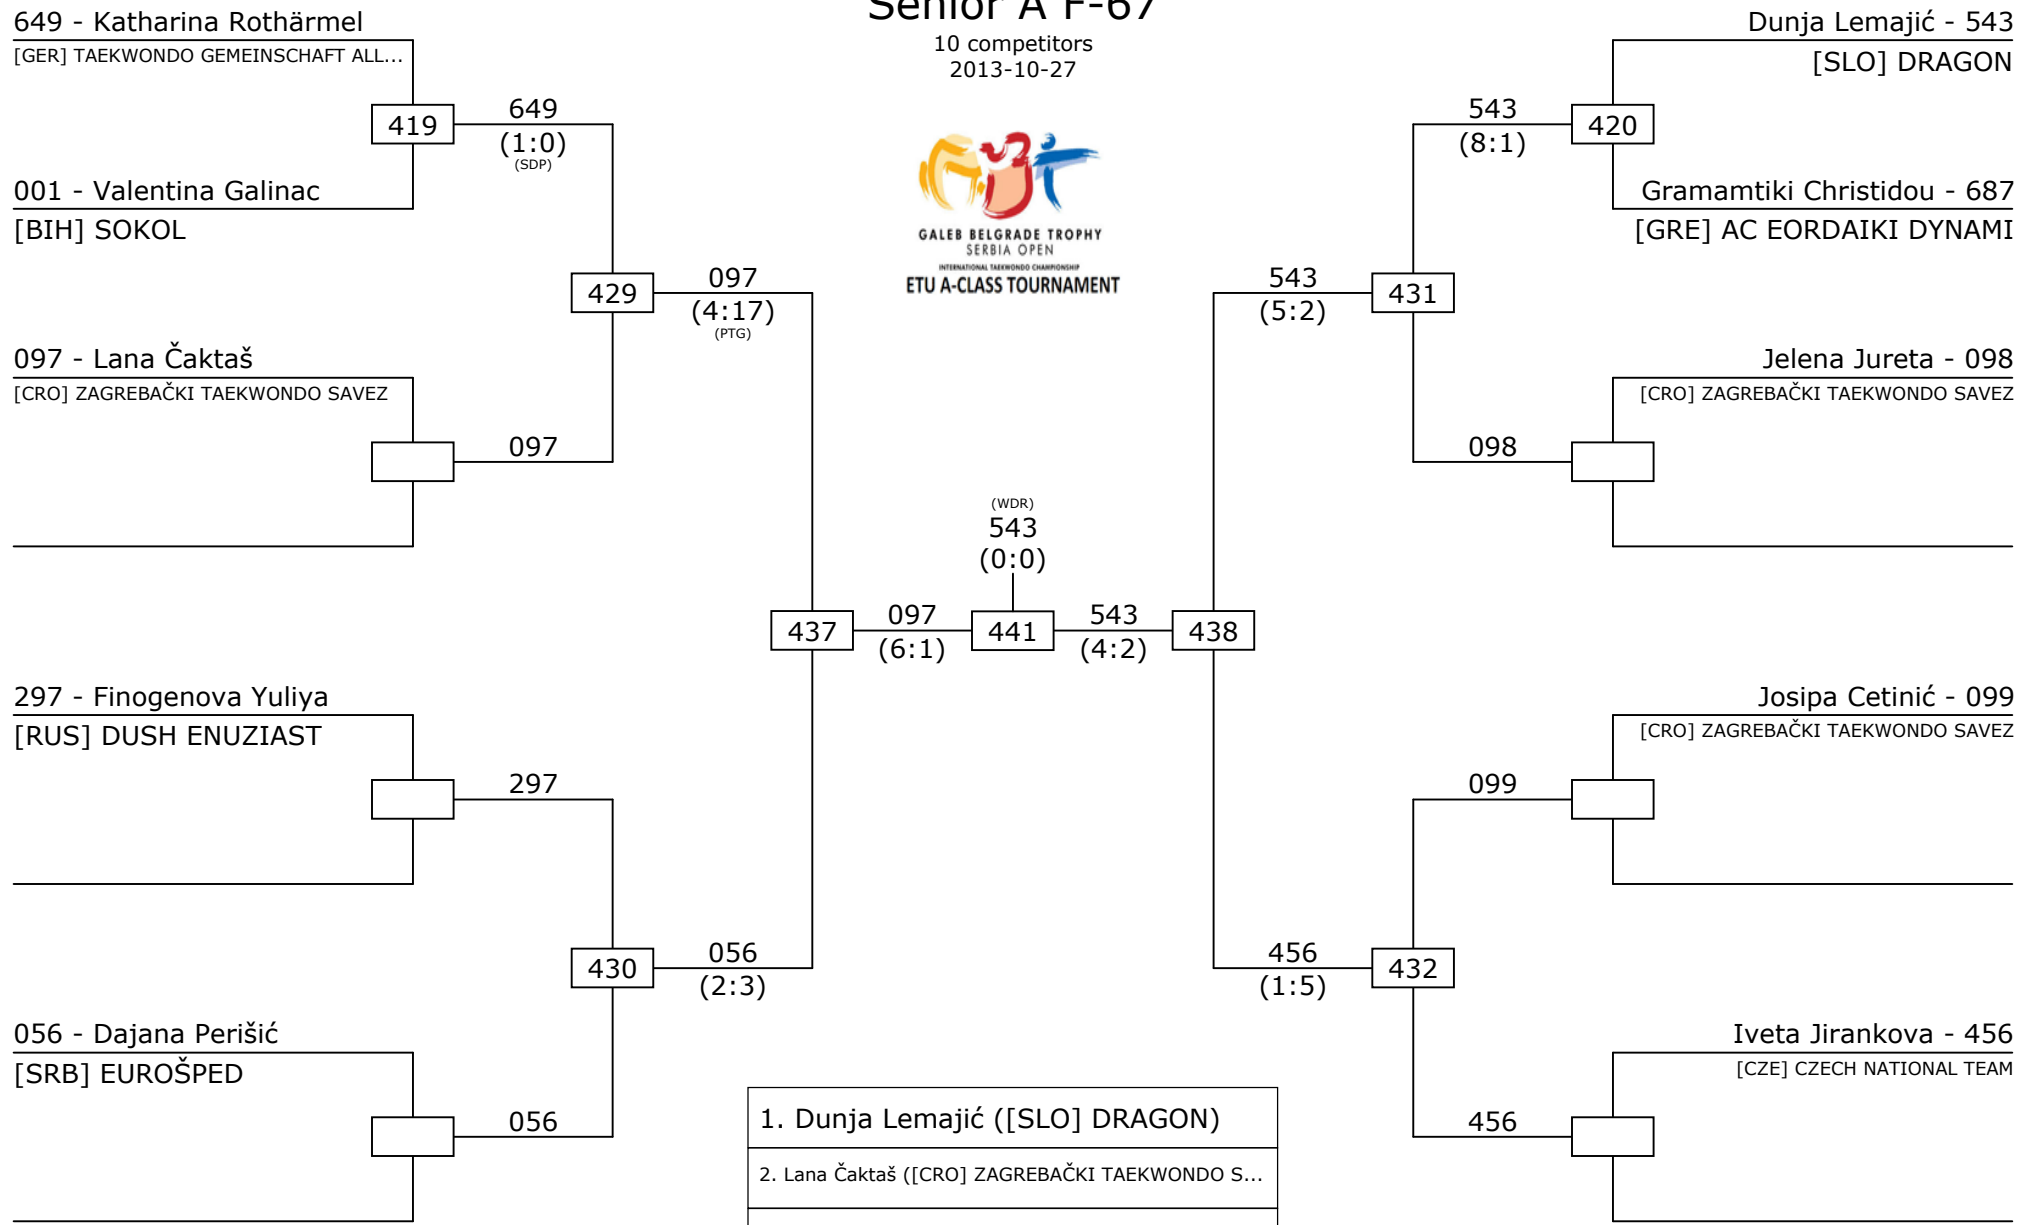 Senior A F-67
10 competitors
2013-10-27
GALEB BELGRADE TROPHY
SERBIA OPEN
INTERNATIONAL TAEKWONDO CHAMPIONSHIP
ETU A-CLASS TOURNAMENT
649 - Katharina Rothärmel
[GER] TAEKWONDO GEMEINSCHAFT ALL...
419
649
(1:0)
(SDP)
001 - Valentina Galinac
[BIH] SOKOL
429
097
(4:17)
(PTG)
097 - Lana Čaktaš
[CRO] ZAGREBAČKI TAEKWONDO SAVEZ
097
437
097
(6:1)
297 - Finogenova Yuliya
[RUS] DUSH ENUZIAST
297
430
056
(2:3)
056 - Dajana Perišić
[SRB] EUROŠPED
056
(WDR)
543
(0:0)
441
Dunja Lemajić - 543
[SLO] DRAGON
543
(8:1)
420
Gramamtiki Christidou - 687
[GRE] AC EORDAIKI DYNAMI
543
(5:2)
431
Jelena Jureta - 098
[CRO] ZAGREBAČKI TAEKWONDO SAVEZ
098
543
(4:2)
438
Josipa Cetinić - 099
[CRO] ZAGREBAČKI TAEKWONDO SAVEZ
099
456
(1:5)
432
Iveta Jirankova - 456
[CZE] CZECH NATIONAL TEAM
456
1. Dunja Lemajić ([SLO] DRAGON)
2. Lana Čaktaš ([CRO] ZAGREBAČKI TAEKWONDO S...